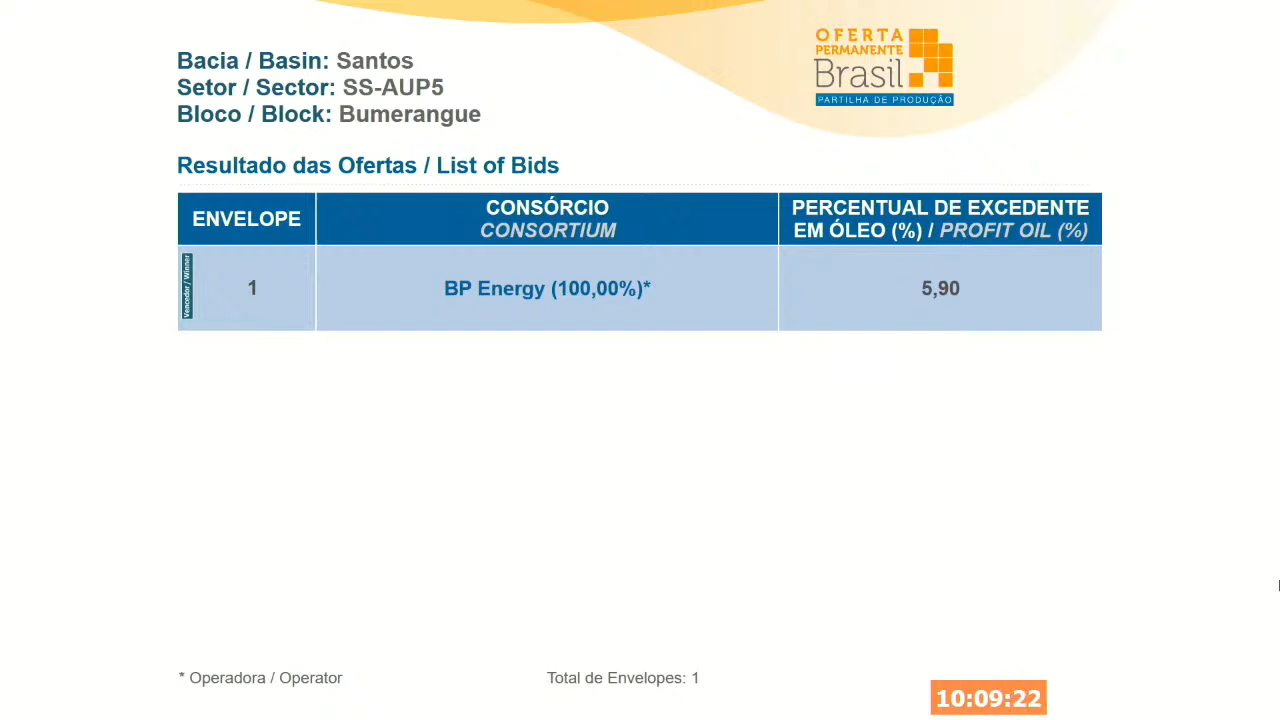 Bacia / Basin: Santos
Setor / Sector: SS-AUP5
Bloco / Block: Bumerangue
OFERTA
PERMANENTE
Brasil
PARTILHA DE PRODUÇÃO
Resultado das Ofertas / List of Bids
ENVELOPE
CONSÓRCIO
CONSORTIUM
PERCENTUAL DE EXCEDENTE
EM ÓLEO (%) / PROFIT OIL (%)
Vencedor / Winner
1
BP Energy (100,00%)*
5,90
* Operadora / Operator
Total de Envelopes: 1
10:09:22